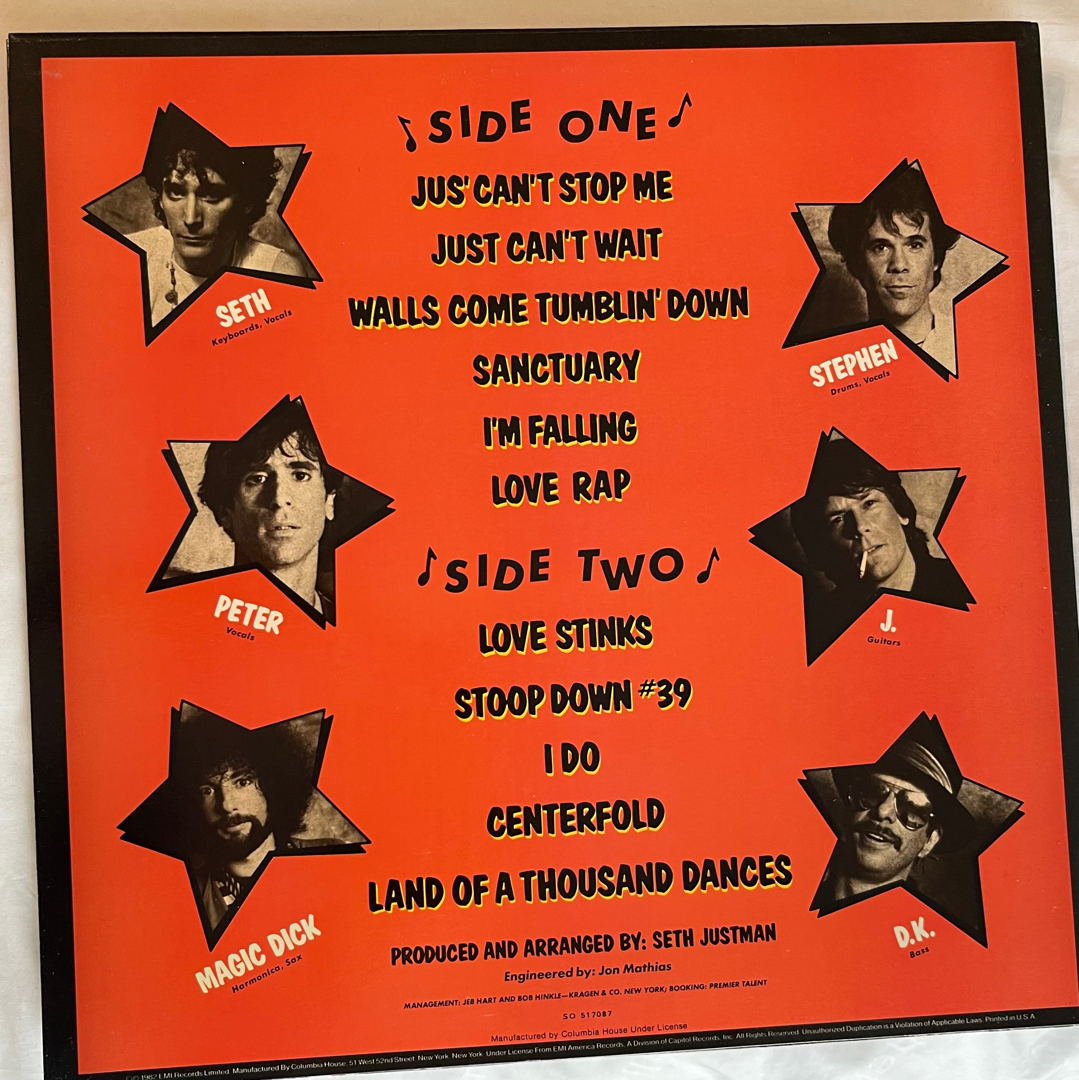 ♪ SIDE ONE ♪
JUS' CAN'T STOP ME
JUST CAN'T WAIT
WALLS COME TUMBLIN' DOWN
SANCTUARY
I'M FALLING
LOVE RAP
♪ SIDE TWO ♪
LOVE STINKS
STOOP DOWN #39
I DO
CENTERFOLD
LAND OF A THOUSAND DANCES
SETH
Keyboards, Vocals
PETER
Vocals
MAGIC DICK
Harmonica, Sax
STEPHEN
Drums, Vocals
J.
Guitars
D.K.
Bass
PRODUCED AND ARRANGED BY: SETH JUSTMAN
Engineered by: Jon Mathias
MANAGEMENT: JEB HART AND BOB HINKLE—KRAGEN & CO. NEW YORK; BOOKING: PREMIER TALENT
SO 517087
Manufactured by Columbia House Under License
1982 EMI Records Limited. Manufactured By Columbia House. 51 West 52nd Street. New York, New York. Under License From EMI America Records, A Division of Capitol Records, Inc. All Rights Reserved. Unauthorized Duplication is a Violation of Applicable Laws. Printed in U.S.A.